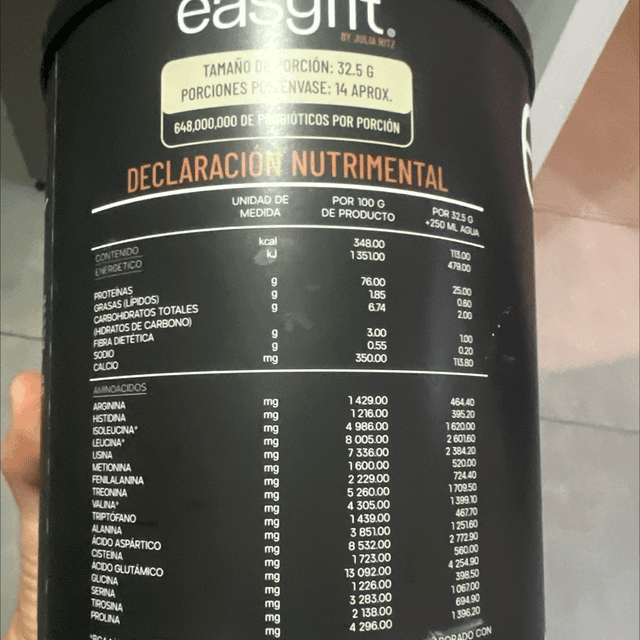 easyfit®
BY JULIA RITZ
TAMAÑO DE PORCIÓN: 32.5 G
PORCIONES POR ENVASE: 14 APROX.
648,000,000 DE PROBIÓTICOS POR PORCIÓN
DECLARACIÓN NUTRIMENTAL
UNIDAD DE MEDIDA POR 100 G DE PRODUCTO POR 32.5 G +250 ML AGUA
CONTENIDO kcal 348.00 113.00
ENERGETICO kJ 1 351.00 479.00
PROTEÍNAS g 76.00 25.00
GRASAS (LÍPIDOS) g 1.85 0.60
CARBOHIDRATOS TOTALES g 6.74 2.00
(HIDRATOS DE CARBONO)
FIBRA DIETÉTICA g 3.00 1.00
SODIO g 0.55 0.20
CALCIO mg 350.00 113.80
AMINOACIDOS
ARGININA mg 1 429.00 464.40
HISTIDINA mg 1 216.00 395.20
ISOLEUCINA* mg 4 986.00 1 620.00
LEUCINA* mg 8 005.00 2 601.60
LISINA mg 7 336.00 2 384.20
METIONINA mg 1 600.00 520.00
FENILALANINA mg 2 229.00 724.40
TREONINA mg 5 260.00 1 709.50
VALINA* mg 4 305.00 1 399.10
TRIPTÓFANO mg 1 439.00 467.70
ALANINA mg 3 851.00 1 251.60
ÁCIDO ASPÁRTICO mg 8 532.00 2 772.90
CISTEÍNA mg 1 723.00 560.00
ÁCIDO GLUTÁMICO mg 13 092.00 4 254.90
GLICINA mg 1 226.00 398.50
SERINA mg 3 283.00 1 067.00
TIROSINA mg 2 138.00 694.90
PROLINA mg 4 296.00 1 396.20